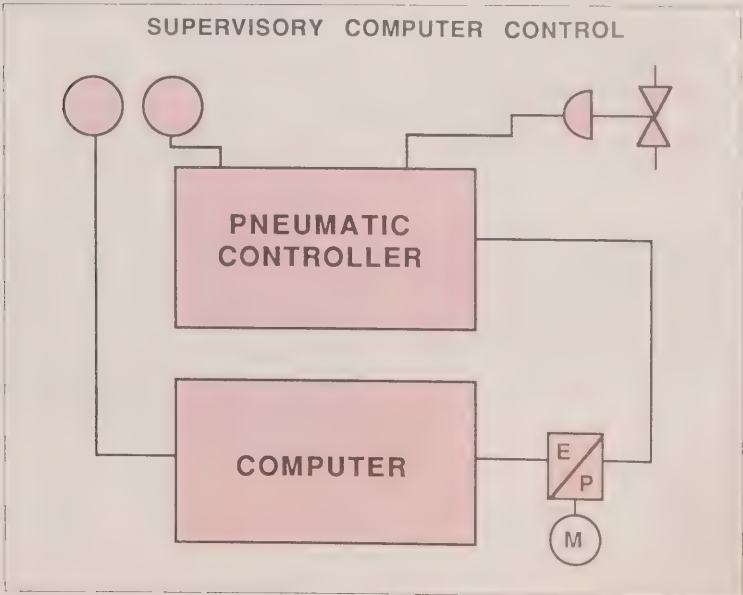 SUPERVISORY COMPUTER CONTROL
PNEUMATIC
CONTROLLER
COMPUTER
E
P
M